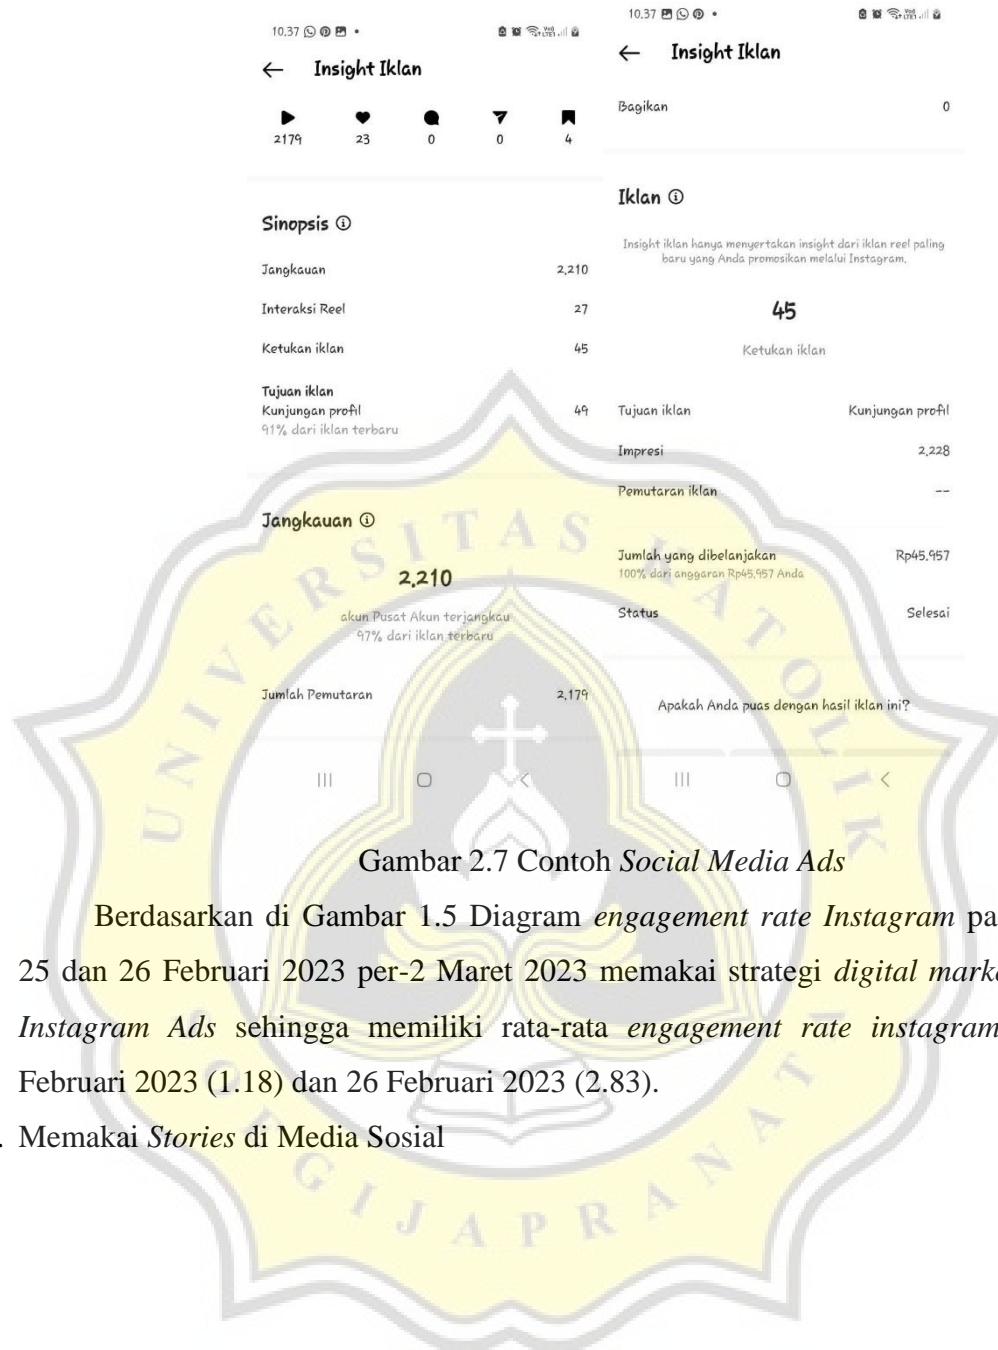 10.37
Insight Iklan
2179 23 0 0 4
Sinopsis
Jangkauan 2,210
Interaksi Reel 27
Ketukan iklan 45
Tujuan iklan
Kunjungan profil 49
91% dari iklan terbaru
Jangkauan
2,210
akun Pusat Akun terjangkau
97% dari iklan terbaru
Jumlah Pemutaran 2,179
10.37
Insight Iklan
Bagikan 0
Iklan
Insight iklan hanya menyertakan insight dari iklan reel paling
baru yang Anda promosikan melalui Instagram.
45
Ketukan iklan
Tujuan iklan Kunjungan profil
Impresi 2,228
Pemutaran iklan --
Jumlah yang dibelanjakan Rp45.957
100% dari anggaran Rp45.957 Anda
Status Selesai
Apakah Anda puas dengan hasil iklan ini?
Gambar 2.7 Contoh Social Media Ads
Berdasarkan di Gambar 1.5 Diagram engagement rate Instagram pa
25 dan 26 Februari 2023 per-2 Maret 2023 memakai strategi digital marke
Instagram Ads sehingga memiliki rata-rata engagement rate instagram
Februari 2023 (1.18) dan 26 Februari 2023 (2.83).
. Memakai Stories di Media Sosial
UNIVERSITAS KATOLIK
SOEGIJAPRANATA